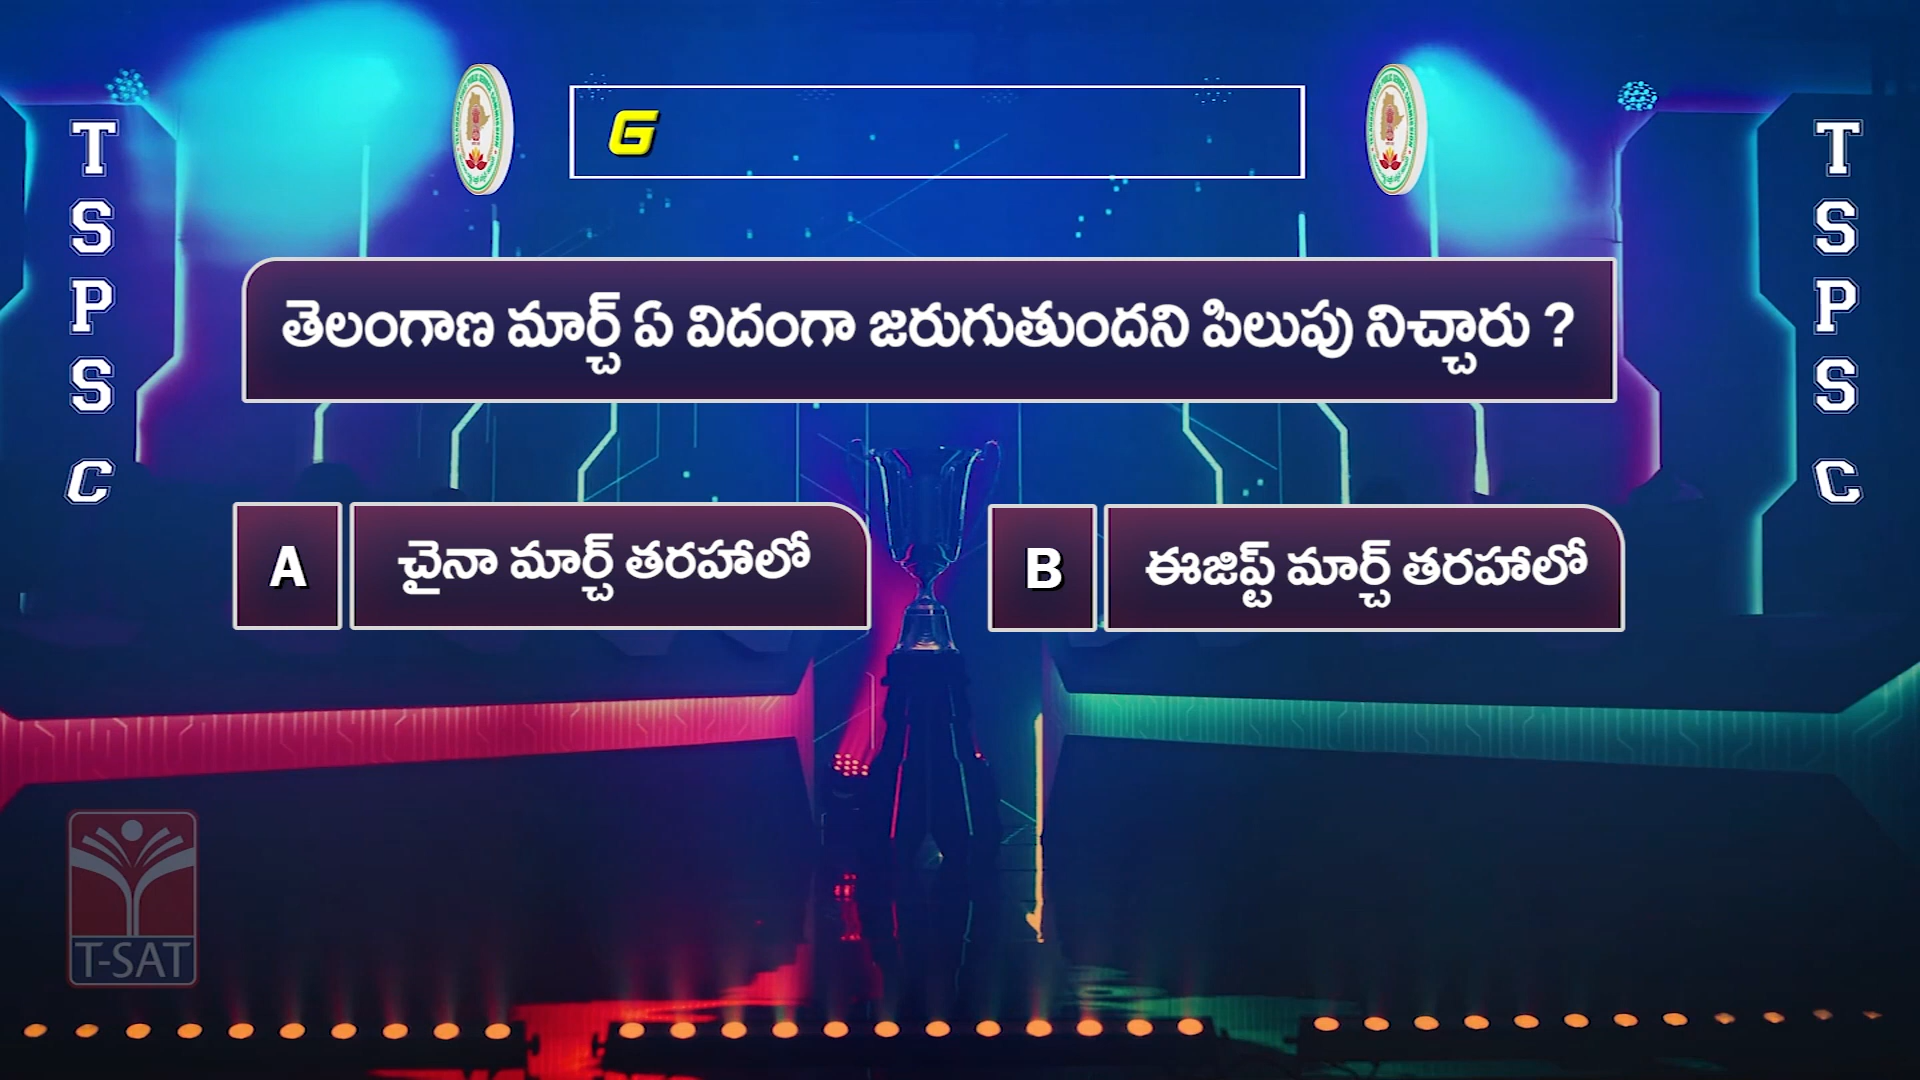 G
TSPSC
TSPSC
తెలంగాణ మార్చ్ ఏ విదంగా జరుగుతుందని పిలుపు నిచ్చారు ?
A చైనా మార్చ్ తరహాలో
B ఈజిప్ట్ మార్చ్ తరహాలో
T-SAT